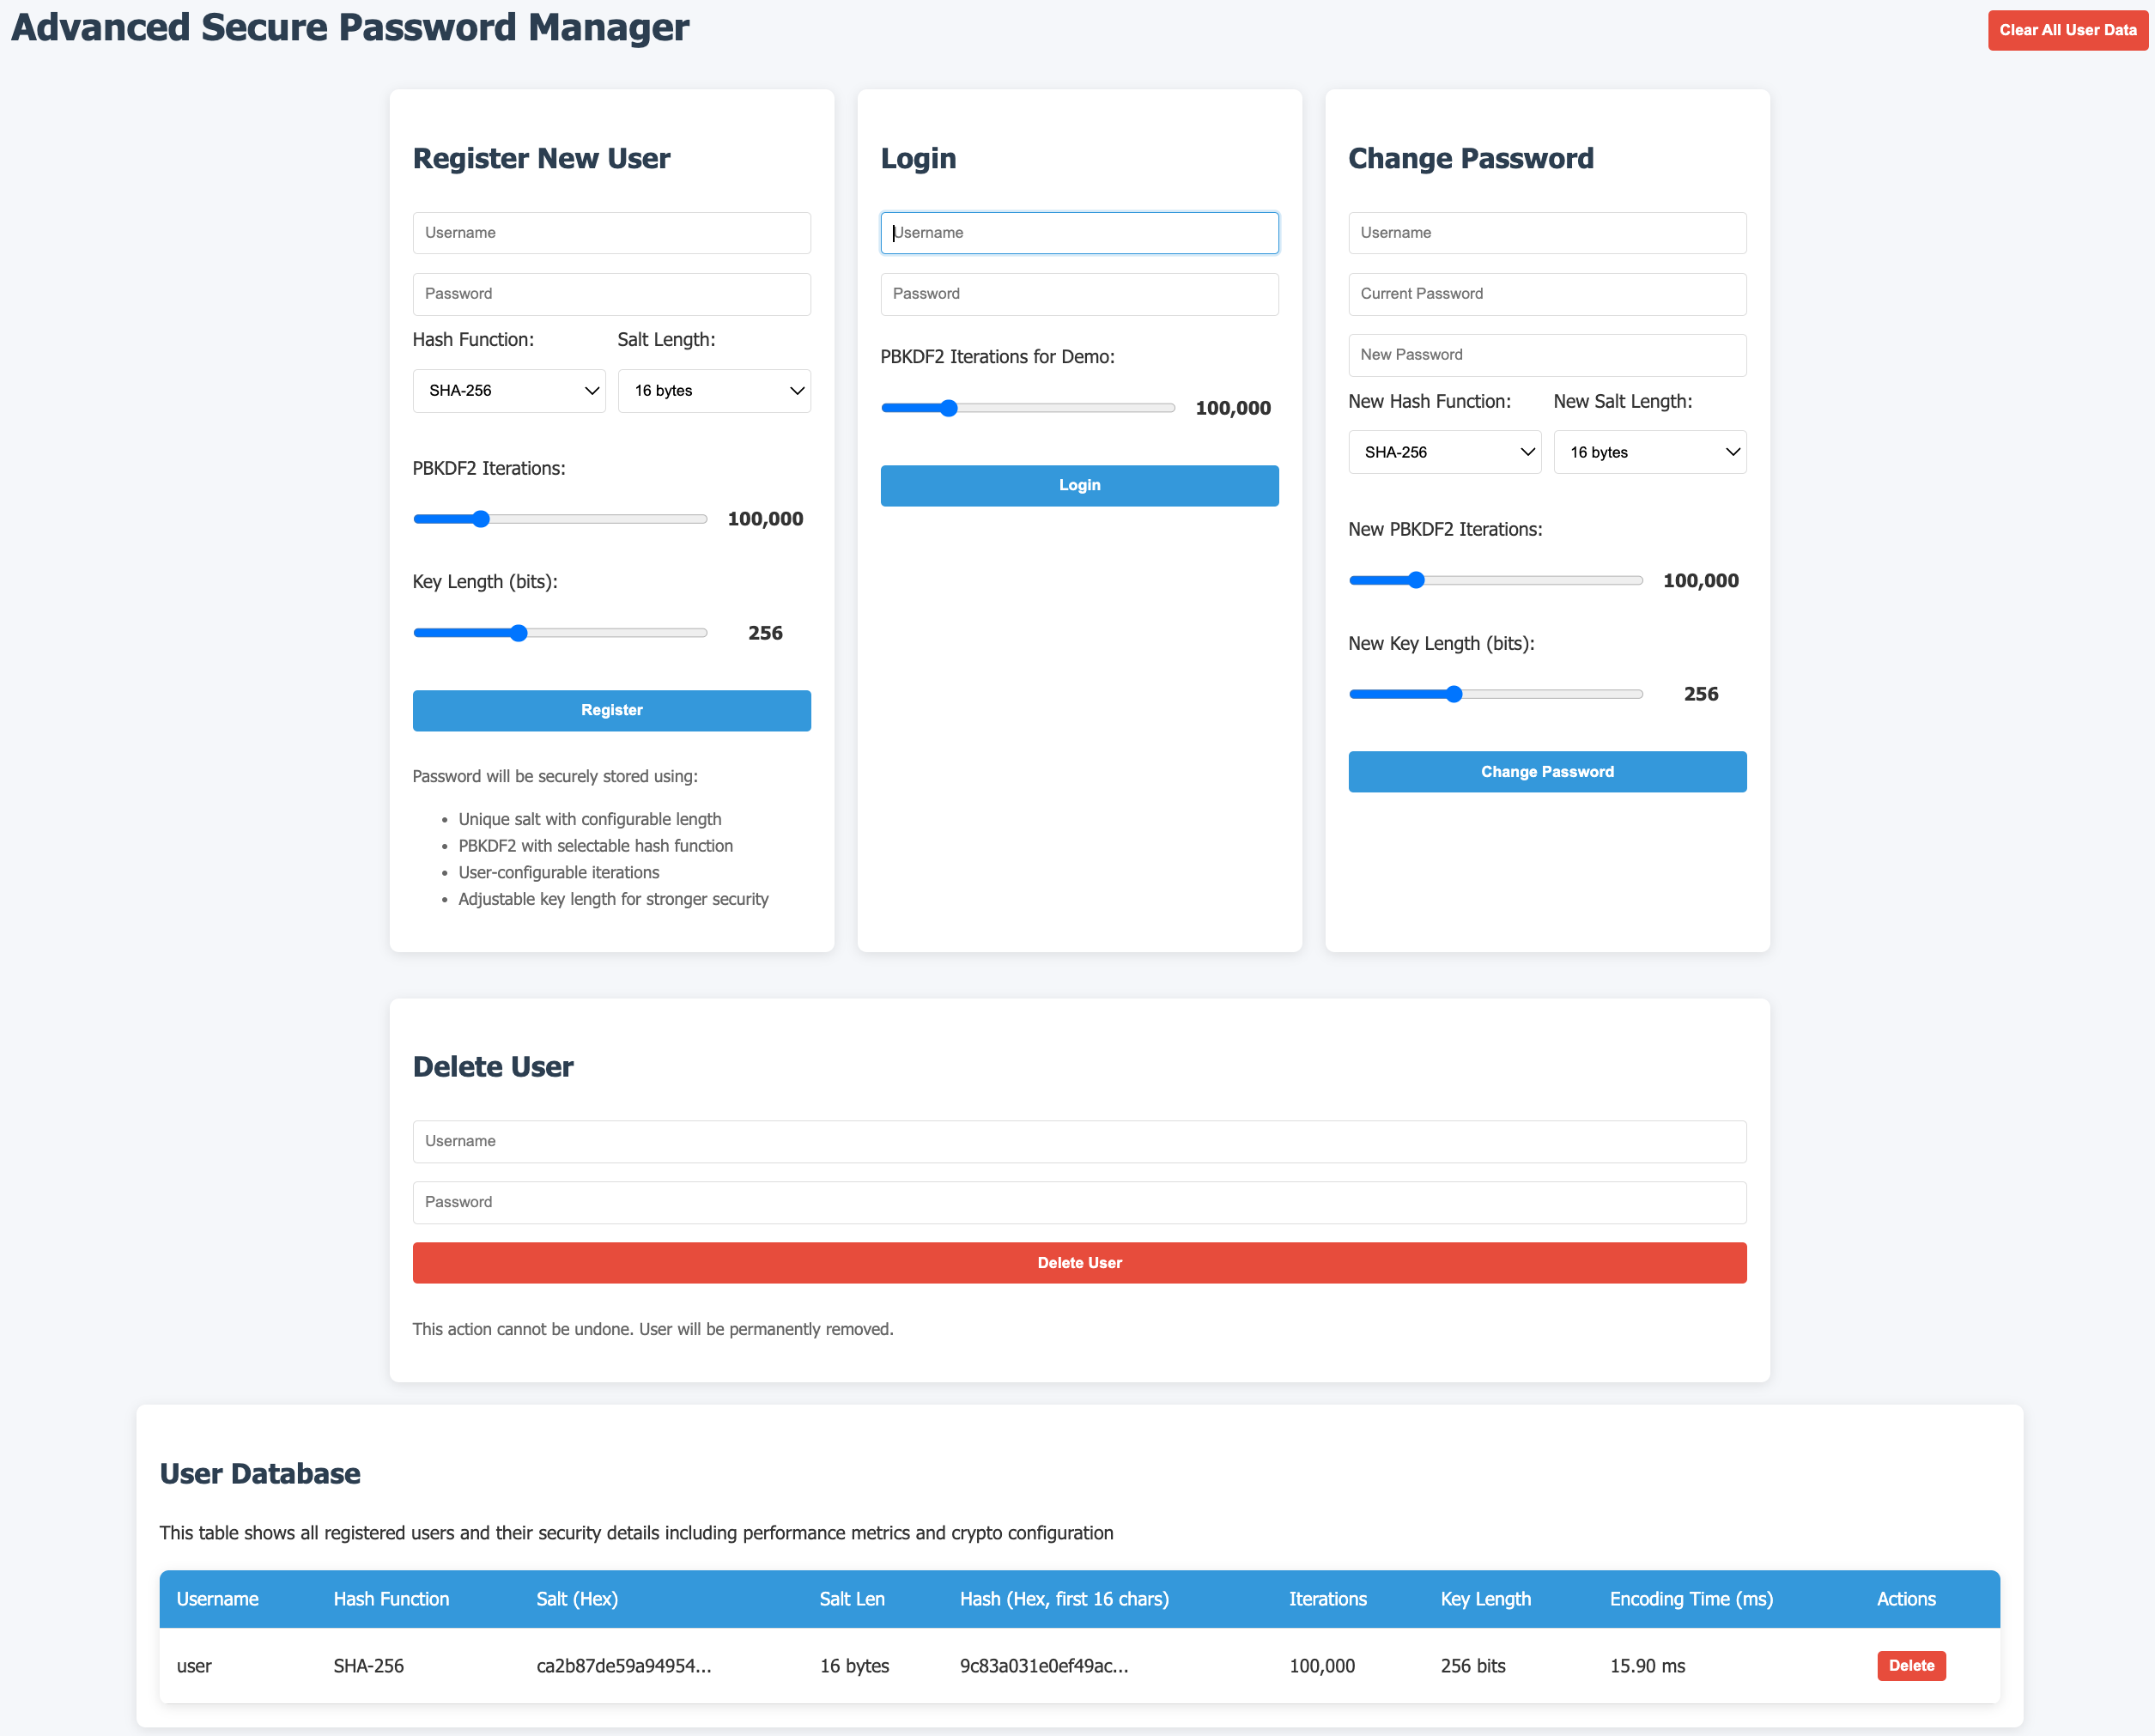 Advanced Secure Password Manager
Clear All User Data
Register New User
Username
Password
Hash Function: Salt Length:
SHA-256 16 bytes
PBKDF2 Iterations:
100,000
Key Length (bits):
256
Register
Password will be securely stored using:
• Unique salt with configurable length
• PBKDF2 with selectable hash function
• User-configurable iterations
• Adjustable key length for stronger security
Login
Username
Password
PBKDF2 Iterations for Demo:
100,000
Login
Change Password
Username
Current Password
New Password
New Hash Function: New Salt Length:
SHA-256 16 bytes
New PBKDF2 Iterations:
100,000
New Key Length (bits):
256
Change Password
Delete User
Username
Password
Delete User
This action cannot be undone. User will be permanently removed.
User Database
This table shows all registered users and their security details including performance metrics and crypto configuration
Username Hash Function Salt (Hex) Salt Len Hash (Hex, first 16 chars) Iterations Key Length Encoding Time (ms) Actions
user SHA-256 ca2b87de59a94954... 16 bytes 9c83a031e0ef49ac... 100,000 256 bits 15.90 ms Delete